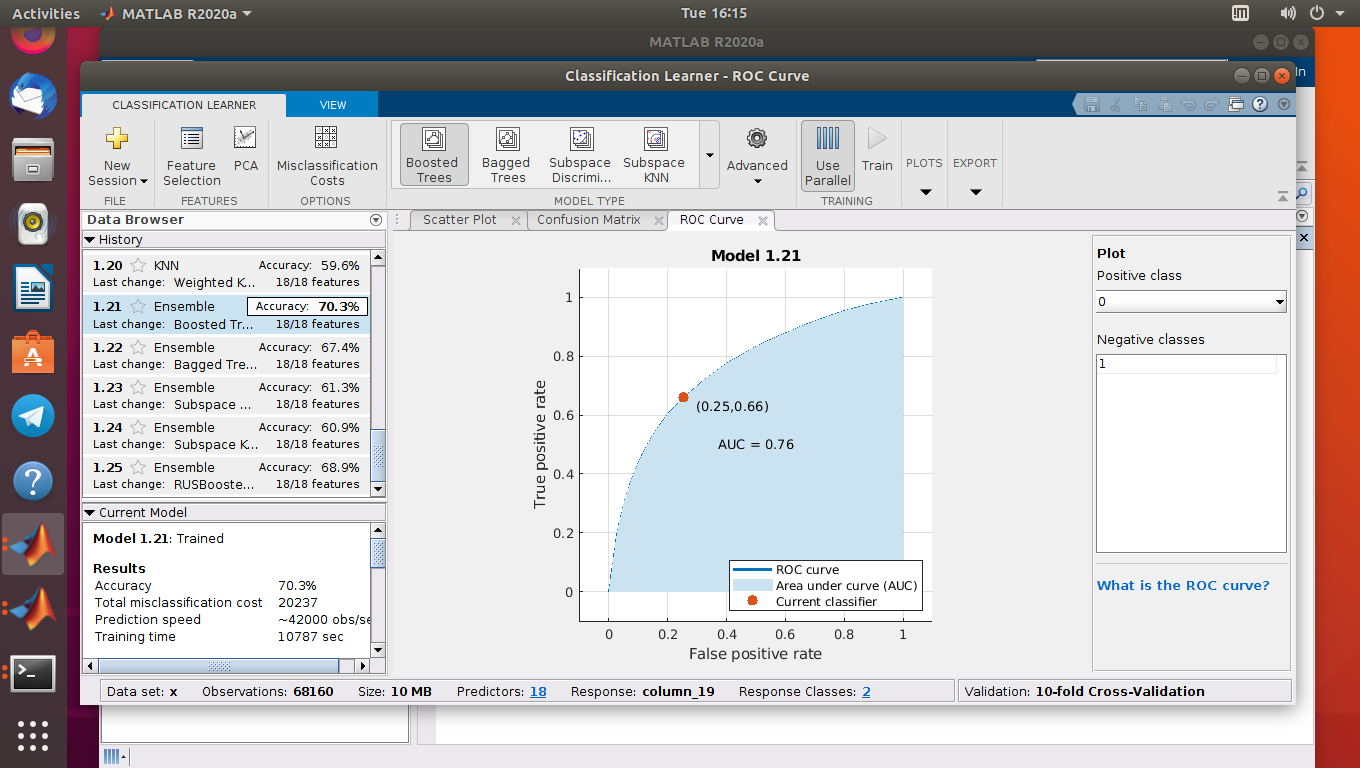 Activities MATLAB R2020a Tue 16:15
MATLAB R2020a
Classification Learner - ROC Curve
In
CLASSIFICATION LEARNER VIEW
New Session
Feature Selection
PCA
Misclassification Costs
Boosted Trees
Bagged Trees
Subspace Discrimi...
Subspace KNN
Advanced
Use Parallel
Train
PLOTS
EXPORT
FILE FEATURES OPTIONS MODEL TYPE TRAINING
Data Browser
History
1.20 KNN Accuracy: 59.6%
Last change: Weighted K... 18/18 features
1.21 Ensemble Accuracy: 70.3%
Last change: Boosted Tr... 18/18 features
1.22 Ensemble Accuracy: 67.4%
Last change: Bagged Tre... 18/18 features
1.23 Ensemble Accuracy: 61.3%
Last change: Subspace ... 18/18 features
1.24 Ensemble Accuracy: 60.9%
Last change: Subspace K... 18/18 features
1.25 Ensemble Accuracy: 68.9%
Last change: RUSBooste... 18/18 features
Current Model
Model 1.21: Trained
Results
Accuracy 70.3%
Total misclassification cost 20237
Prediction speed ~42000 obs/se
Training time 10787 sec
Scatter Plot Confusion Matrix ROC Curve
Model 1.21
1
0.8
0.6
0.4
0.2
0
True positive rate
(0.25,0.66)
AUC = 0.76
ROC curve
Area under curve (AUC)
Current classifier
0 0.2 0.4 0.6 0.8 1
False positive rate
Plot
Positive class
0
Negative classes
1
What is the ROC curve?
Data set: x Observations: 68160 Size: 10 MB Predictors: 18 Response: column_19 Response Classes: 2 Validation: 10-fold Cross-Validation